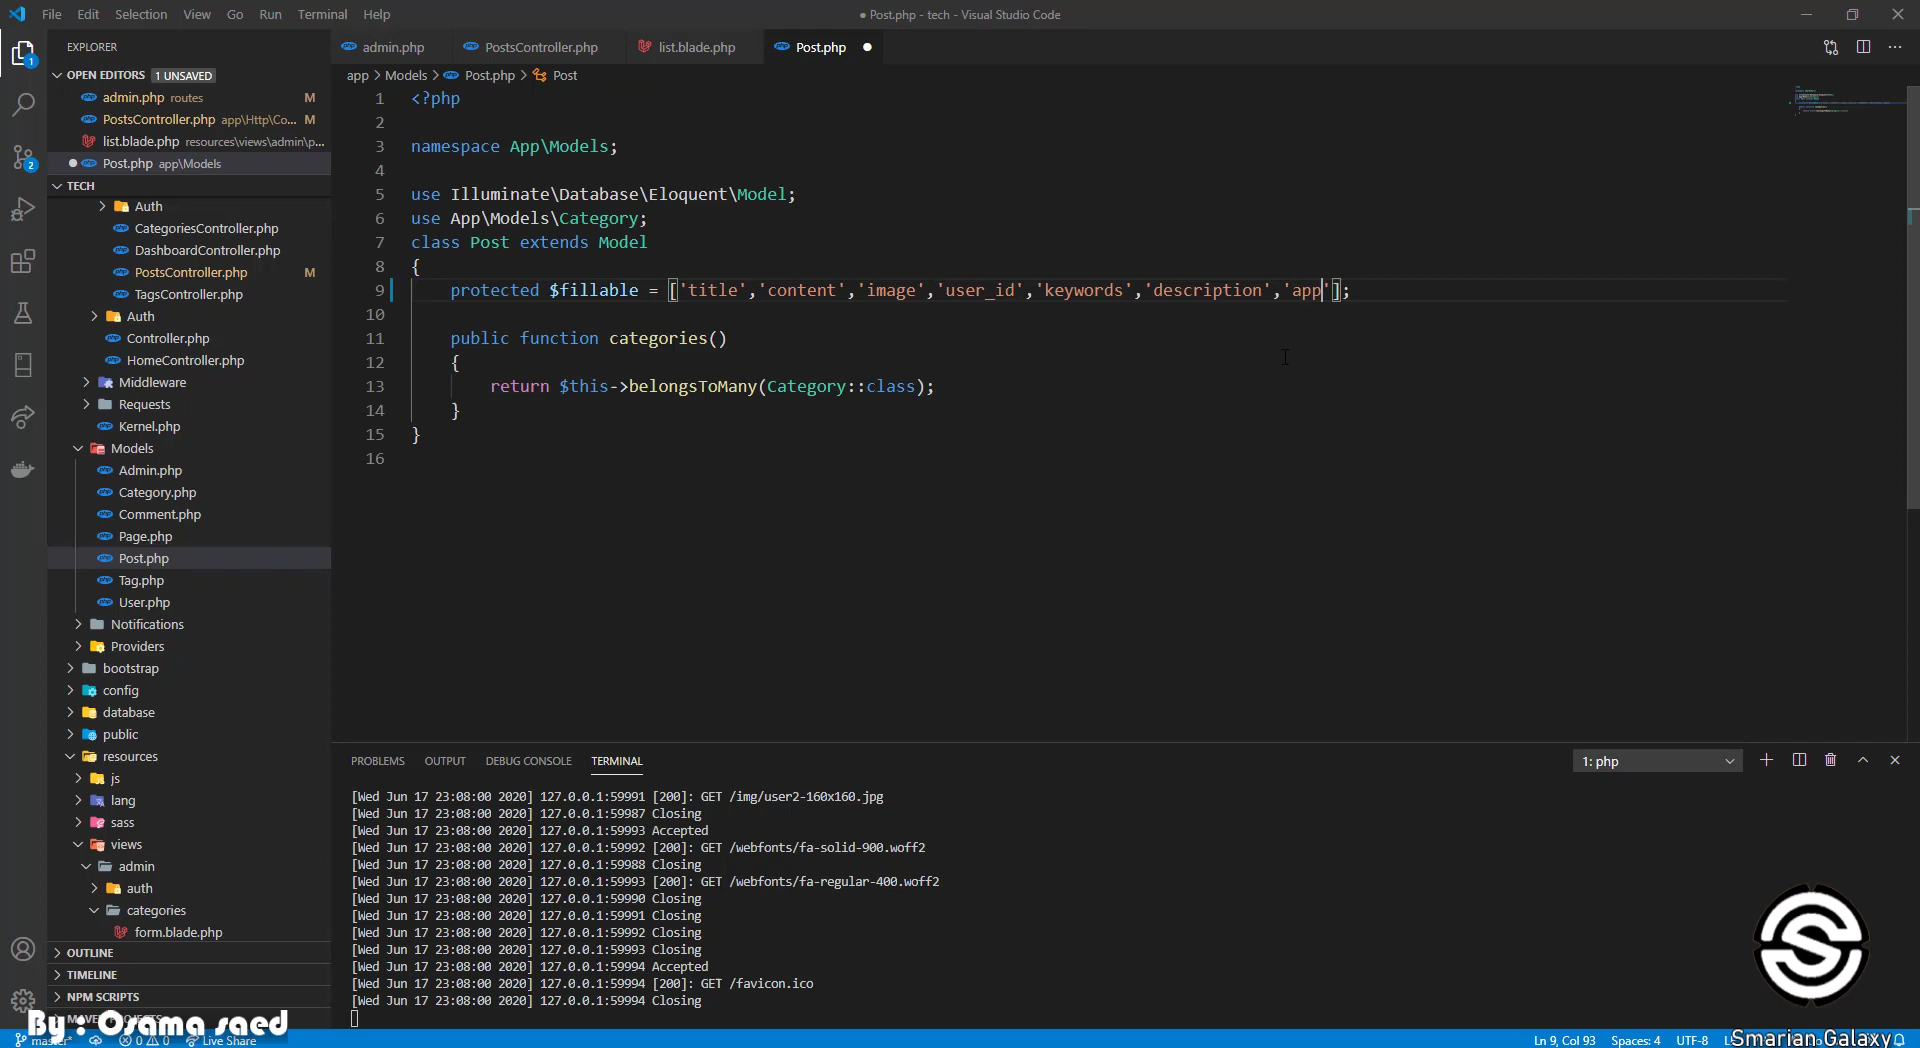 File Edit Selection View Go Run Terminal Help
● Post.php - tech - Visual Studio Code
EXPLORER
OPEN EDITORS 1 UNSAVED
admin.php routes M
PostsController.php app\Http\Co... M
list.blade.php resources\views\admin\p...
Post.php app\Models
TECH
Auth
CategoriesController.php
DashboardController.php
PostsController.php M
TagsController.php
Auth
Controller.php
HomeController.php
Middleware
Requests
Kernel.php
Models
Admin.php
Category.php
Comment.php
Page.php
Post.php
Tag.php
User.php
Notifications
Providers
bootstrap
config
database
public
resources
js
lang
sass
views
admin
auth
categories
form.blade.php
OUTLINE
TIMELINE
NPM SCRIPTS
admin.php PostsController.php list.blade.php Post.php
app > Models > Post.php > Post
1 <?php
2
3 namespace App\Models;
4
5 use Illuminate\Database\Eloquent\Model;
6 use App\Models\Category;
7 class Post extends Model
8 {
9 protected $fillable = ['title','content','image','user_id','keywords','description','app'];
10
11 public function categories()
12 {
13 return $this->belongsToMany(Category::class);
14 }
15 }
16
PROBLEMS OUTPUT DEBUG CONSOLE TERMINAL
1: php
[Wed Jun 17 23:08:00 2020] 127.0.0.1:59991 [200]: GET /img/user2-160x160.jpg
[Wed Jun 17 23:08:00 2020] 127.0.0.1:59987 Closing
[Wed Jun 17 23:08:00 2020] 127.0.0.1:59993 Accepted
[Wed Jun 17 23:08:00 2020] 127.0.0.1:59992 [200]: GET /webfonts/fa-solid-900.woff2
[Wed Jun 17 23:08:00 2020] 127.0.0.1:59988 Closing
[Wed Jun 17 23:08:00 2020] 127.0.0.1:59993 [200]: GET /webfonts/fa-regular-400.woff2
[Wed Jun 17 23:08:00 2020] 127.0.0.1:59990 Closing
[Wed Jun 17 23:08:00 2020] 127.0.0.1:59991 Closing
[Wed Jun 17 23:08:00 2020] 127.0.0.1:59992 Closing
[Wed Jun 17 23:08:00 2020] 127.0.0.1:59993 Closing
[Wed Jun 17 23:08:00 2020] 127.0.0.1:59994 Accepted
[Wed Jun 17 23:08:00 2020] 127.0.0.1:59994 [200]: GET /favicon.ico
[Wed Jun 17 23:08:00 2020] 127.0.0.1:59994 Closing
By : Osama saed
master* 0 0 Live Share
Ln 9, Col 93 Spaces: 4 UTF-8
Smarian Galaxy